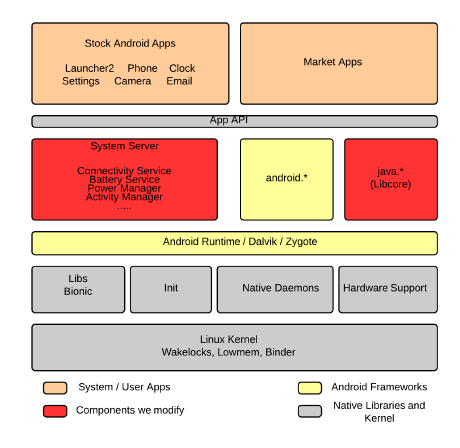 Stock Android Apps
Launcher2 Phone Clock
Settings Camera Email
Market Apps
App API
System Server
Connectivity Service
Battery Service
Power Manager
Activity Manager
.....
android.*
java.*
(Libcore)
Android Runtime / Dalvik / Zygote
Libs
Bionic
Init
Native Daemons
Hardware Support
Linux Kernel
Wakelocks, Lowmem, Binder
System / User Apps
Android Frameworks
Components we modify
Native Libraries and
Kernel